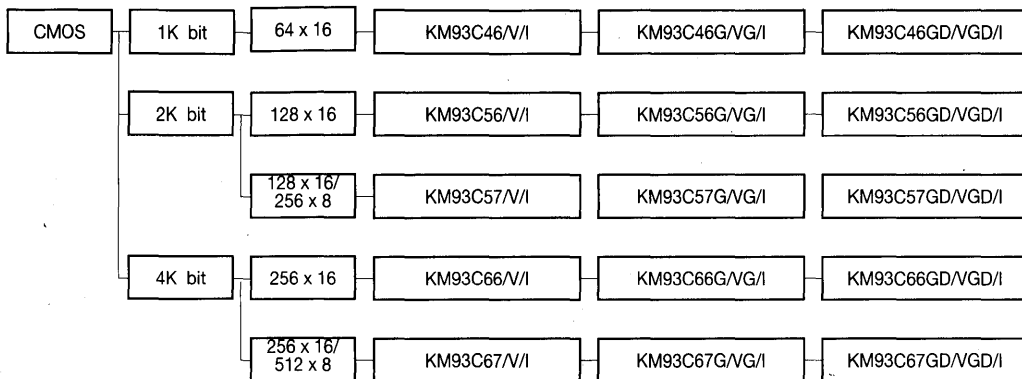 CMOS 1K bit 64 x 16 KM93C46/V/I KM93C46G/VG/I KM93C46GD/VGD/I
2K bit 128 x 16 KM93C56/V/I KM93C56G/VG/I KM93C56GD/VGD/I
128 x 16/
256 x 8 KM93C57/V/I KM93C57G/VG/I KM93C57GD/VGD/I
4K bit 256 x 16 KM93C66/V/I KM93C66G/VG/I KM93C66GD/VGD/I
256 x 16/
512 x 8 KM93C67/V/I KM93C67G/VG/I KM93C67GD/VGD/I